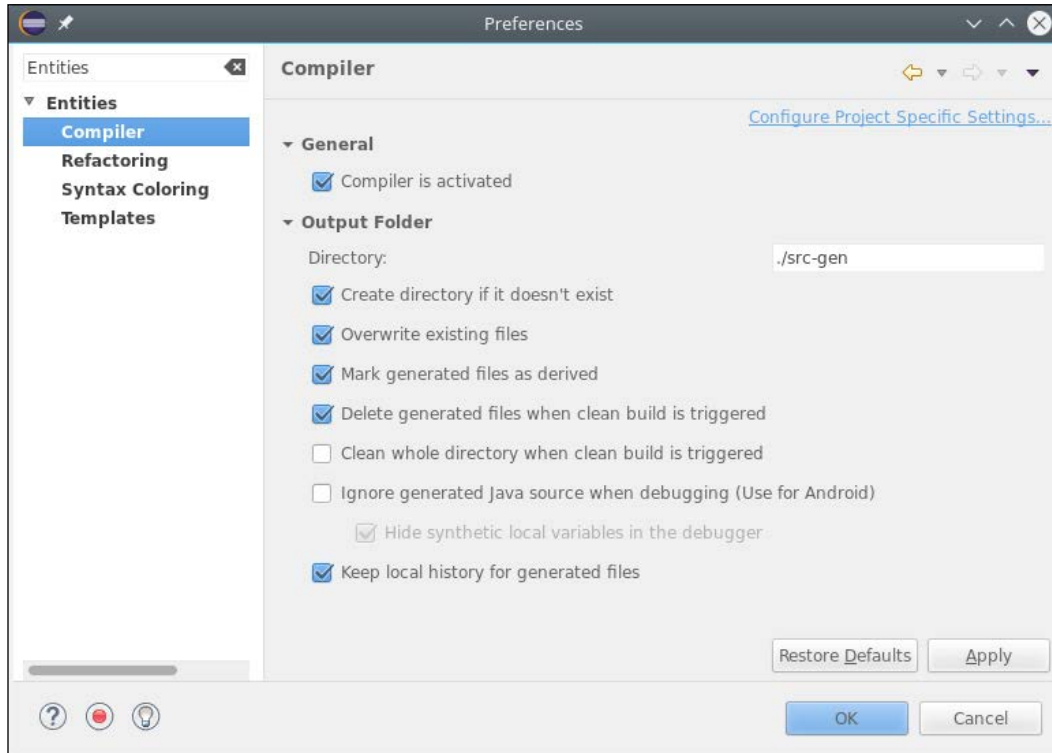 Preferences
Entities
Entities
Compiler
Refactoring
Syntax Coloring
Templates
Compiler
Configure Project Specific Settings...
General
Compiler is activated
Output Folder
Directory:
./src-gen
Create directory if it doesn't exist
Overwrite existing files
Mark generated files as derived
Delete generated files when clean build is triggered
Clean whole directory when clean build is triggered
Ignore generated Java source when debugging (Use for Android)
Hide synthetic local variables in the debugger
Keep local history for generated files
Restore Defaults
Apply
?
OK
Cancel